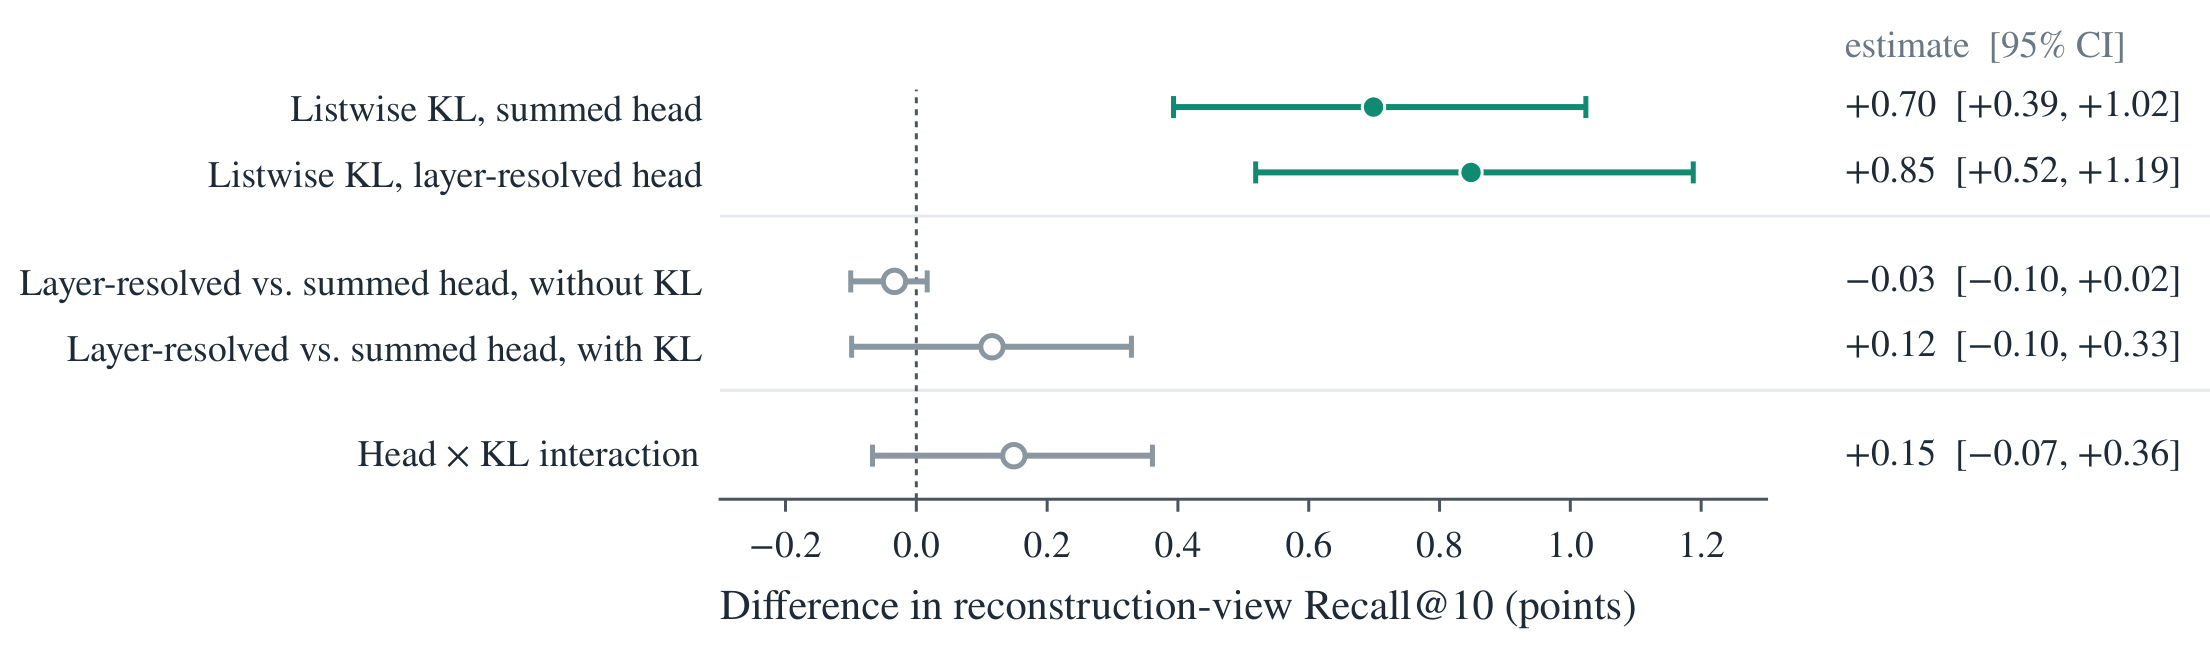 estimate [95% CI]
Listwise KL, summed head +0.70 [+0.39, +1.02]
Listwise KL, layer-resolved head +0.85 [+0.52, +1.19]
Layer-resolved vs. summed head, without KL −0.03 [−0.10, +0.02]
Layer-resolved vs. summed head, with KL +0.12 [−0.10, +0.33]
Head × KL interaction +0.15 [−0.07, +0.36]
−0.2 0.0 0.2 0.4 0.6 0.8 1.0 1.2
Difference in reconstruction-view Recall@10 (points)